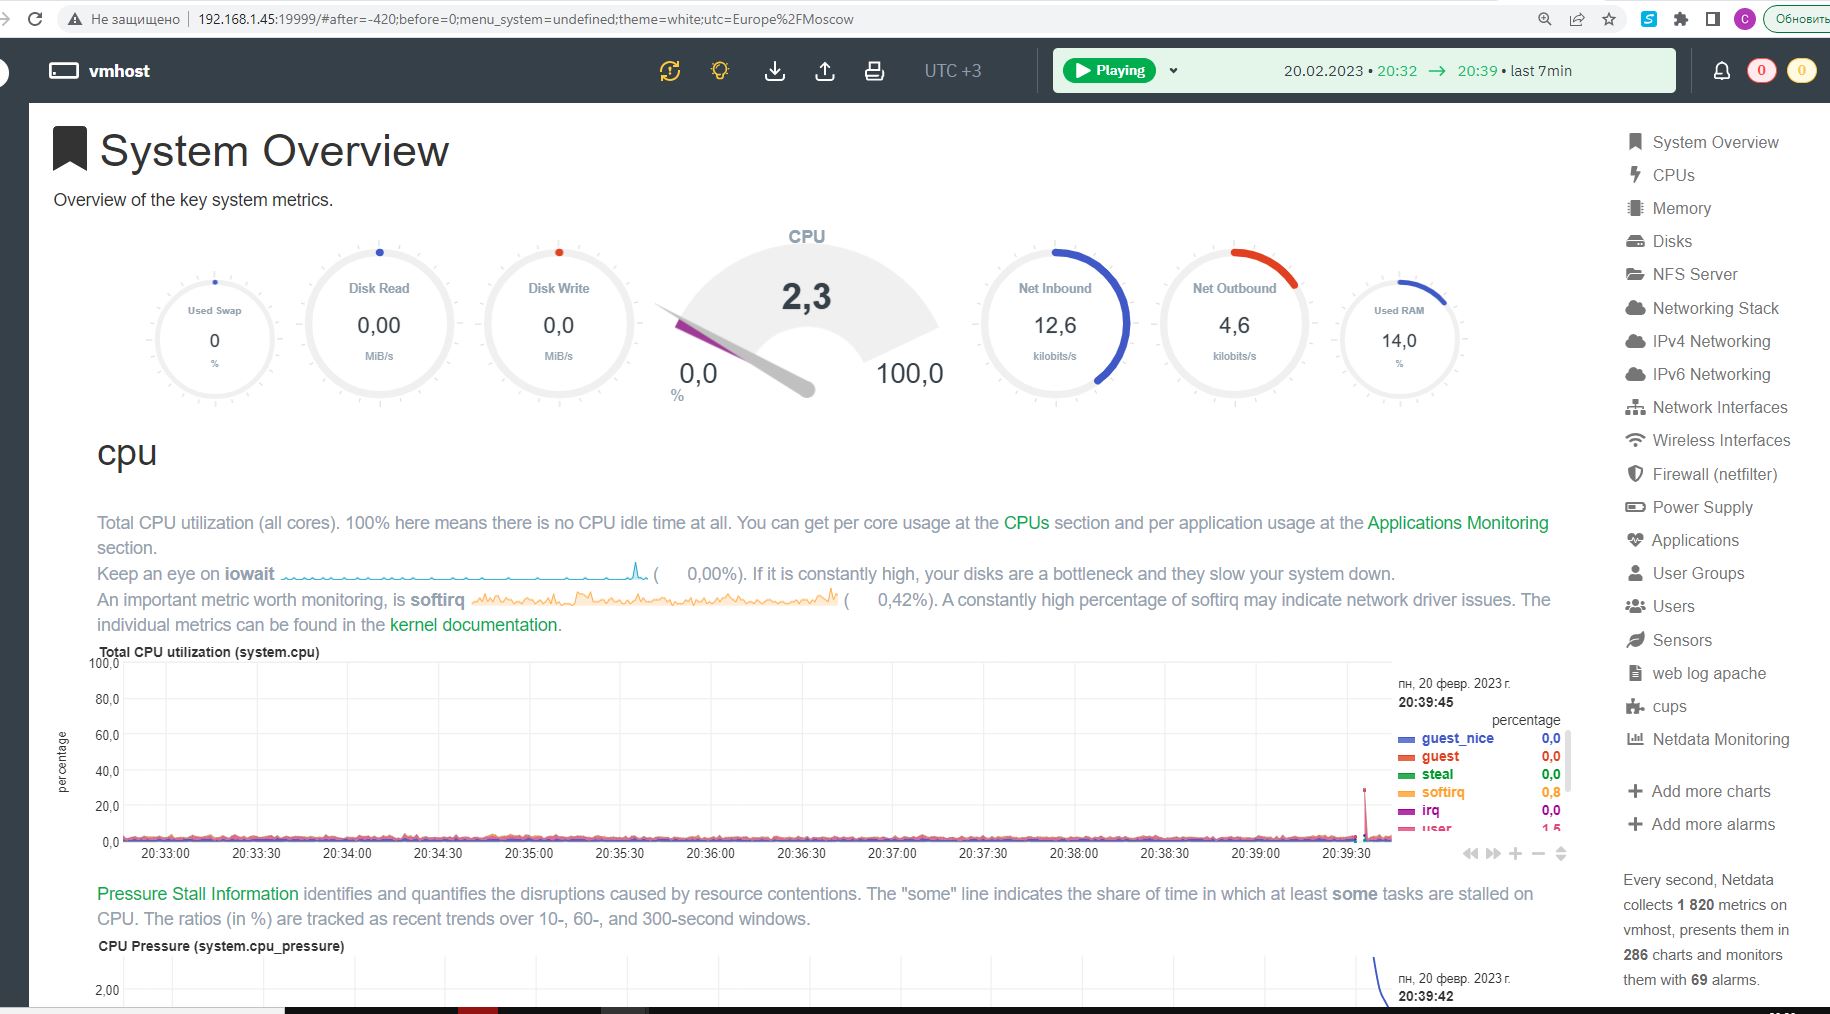 Не защищено
192.168.1.45:19999/#after=-420;before=0;menu_system=undefined;theme=white;utc=Europe%2FMoscow
S
C
Обновить
vmhost
UTC +3
Playing
20.02.2023 • 20:32 → 20:39 • last 7min
0
0
System Overview
Overview of the key system metrics.
Used Swap
0
%
Disk Read
0,00
MiB/s
Disk Write
0,0
MiB/s
CPU
2,3
0,0
100,0
%
Net Inbound
12,6
kilobits/s
Net Outbound
4,6
kilobits/s
Used RAM
14,0
%
cpu
Total CPU utilization (all cores). 100% here means there is no CPU idle time at all. You can get per core usage at the CPUs section and per application usage at the Applications Monitoring
section.
Keep an eye on iowait ( 0,00%). If it is constantly high, your disks are a bottleneck and they slow your system down.
An important metric worth monitoring, is softirq ( 0,42%). A constantly high percentage of softirq may indicate network driver issues. The
individual metrics can be found in the kernel documentation.
Total CPU utilization (system.cpu)
percentage
100,0
80,0
60,0
40,0
20,0
0,0
20:33:00 20:33:30 20:34:00 20:34:30 20:35:00 20:35:30 20:36:00 20:36:30 20:37:00 20:37:30 20:38:00 20:38:30 20:39:00 20:39:30
пн, 20 февр. 2023 г.
20:39:45
percentage
guest_nice 0,0
guest 0,0
steal 0,0
softirq 0,8
irq 0,0
user 1,5
Pressure Stall Information identifies and quantifies the disruptions caused by resource contentions. The "some" line indicates the share of time in which at least some tasks are stalled on
CPU. The ratios (in %) are tracked as recent trends over 10-, 60-, and 300-second windows.
CPU Pressure (system.cpu_pressure)
2,00
пн, 20 февр. 2023 г.
20:39:42
System Overview
CPUs
Memory
Disks
NFS Server
Networking Stack
IPv4 Networking
IPv6 Networking
Network Interfaces
Wireless Interfaces
Firewall (netfilter)
Power Supply
Applications
User Groups
Users
Sensors
web log apache
cups
Netdata Monitoring
Add more charts
Add more alarms
Every second, Netdata
collects 1 820 metrics on
vmhost, presents them in
286 charts and monitors
them with 69 alarms.